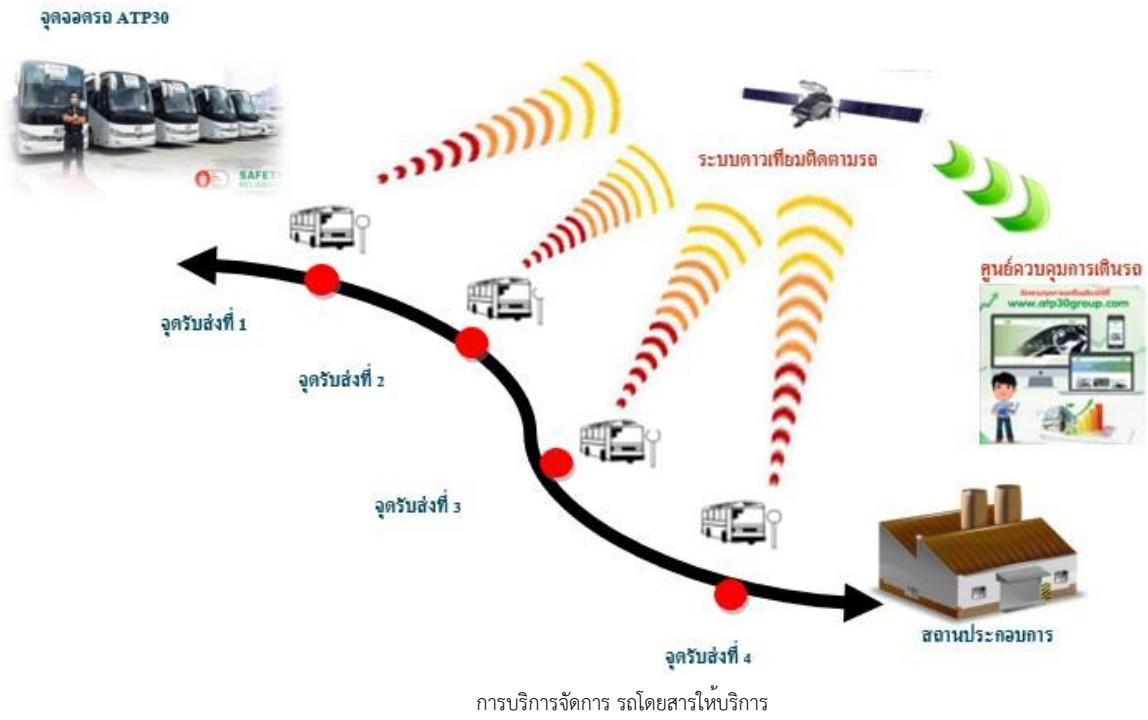 จุดจอดรถ ATP30
SAFETY
ระบบดาวเทียมติดตามรถ
ศูนย์ควบคุมการเดินรถ
www.atp30group.com
จุดรับส่งที่ 1
จุดรับส่งที่ 2
จุดรับส่งที่ 3
จุดรับส่งที่ 4
สถานประกอบการ
การบริการจัดการ รถโดยสารให้บริการ